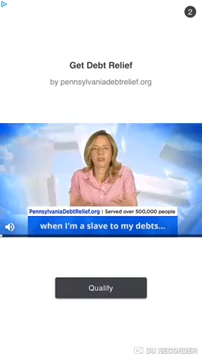 2
Get Debt Relief
by pennsylvaniadebtrelief.org
PennsylvaniaDebtRelief.org | Served over 500,000 people
when I'm a slave to my debts...
Qualify
DU RECORDER